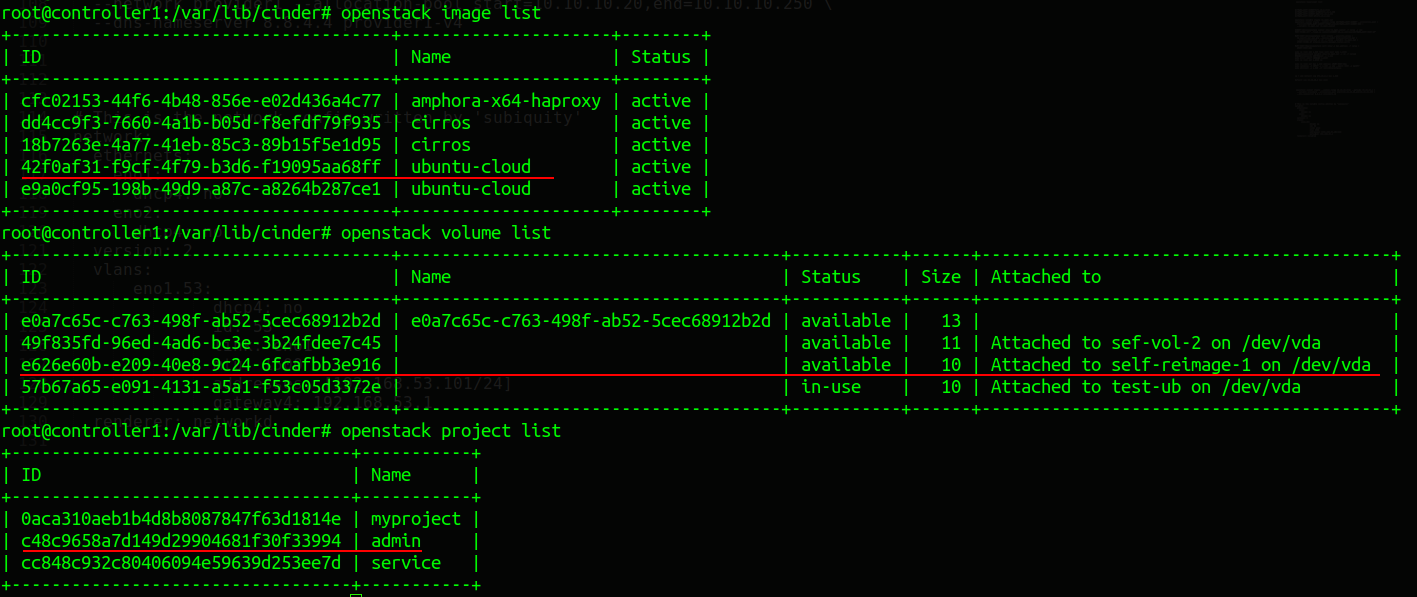 root@controller1:/var/lib/cinder# openstack image list
+--------------------------------------+---------------------+--------+
| ID                                   | Name                | Status |
+--------------------------------------+---------------------+--------+
| cfc02153-44f6-4b48-856e-e02d436a4c77 | amphora-x64-haproxy | active |
| dd4cc9f3-7660-4a1b-b05d-f8efdf79f935 | cirros              | active |
| 18b7263e-4a77-41eb-85c3-89b15f5e1d95 | cirros              | active |
| 42f0af31-f9cf-4f79-b3d6-f19095aa68ff | ubuntu-cloud        | active |
| e9a0cf95-198b-49d9-a87c-a8264b287ce1 | ubuntu-cloud        | active |
+--------------------------------------+---------------------+--------+
root@controller1:/var/lib/cinder# openstack volume list
+--------------------------------------+--------------------------------------+-----------+------+-----------------------------------------+
| ID                                   | Name                                 | Status    | Size | Attached to                             |
+--------------------------------------+--------------------------------------+-----------+------+-----------------------------------------+
| e0a7c65c-c763-498f-ab52-5cec68912b2d | e0a7c65c-c763-498f-ab52-5cec68912b2d | available |   13 |                                         |
| 49f835fd-96ed-4ad6-bc3e-3b24fdee7c45 |                                      | available |   11 | Attached to sef-vol-2 on /dev/vda       |
| e626e60b-e209-40e8-9c24-6fcafbb3e916 |                                      | available |   10 | Attached to self-reimage-1 on /dev/vda  |
| 57b67a65-e091-4131-a5a1-f53c05d3372e |                                      | in-use    |   10 | Attached to test-ub on /dev/vda         |
+--------------------------------------+--------------------------------------+-----------+------+-----------------------------------------+
root@controller1:/var/lib/cinder# openstack project list
+----------------------------------+-----------+
| ID                               | Name      |
+----------------------------------+-----------+
| 0aca310aeb1b4d8b8087847f63d1814e | myproject |
| c48c9658a7d149d29904681f30f33994 | admin     |
| cc848c932c80406094e59639d253ee7d | service   |
+----------------------------------+-----------+